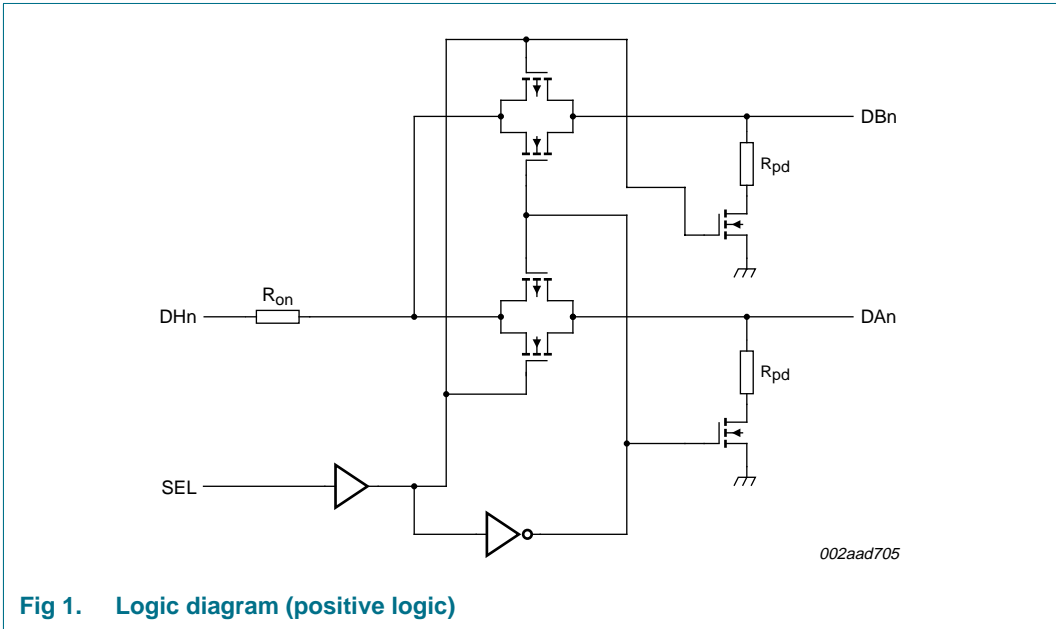 DBn
Rpd
Ron
DHn
DAn
Rpd
SEL
002aad705
Fig 1. Logic diagram (positive logic)